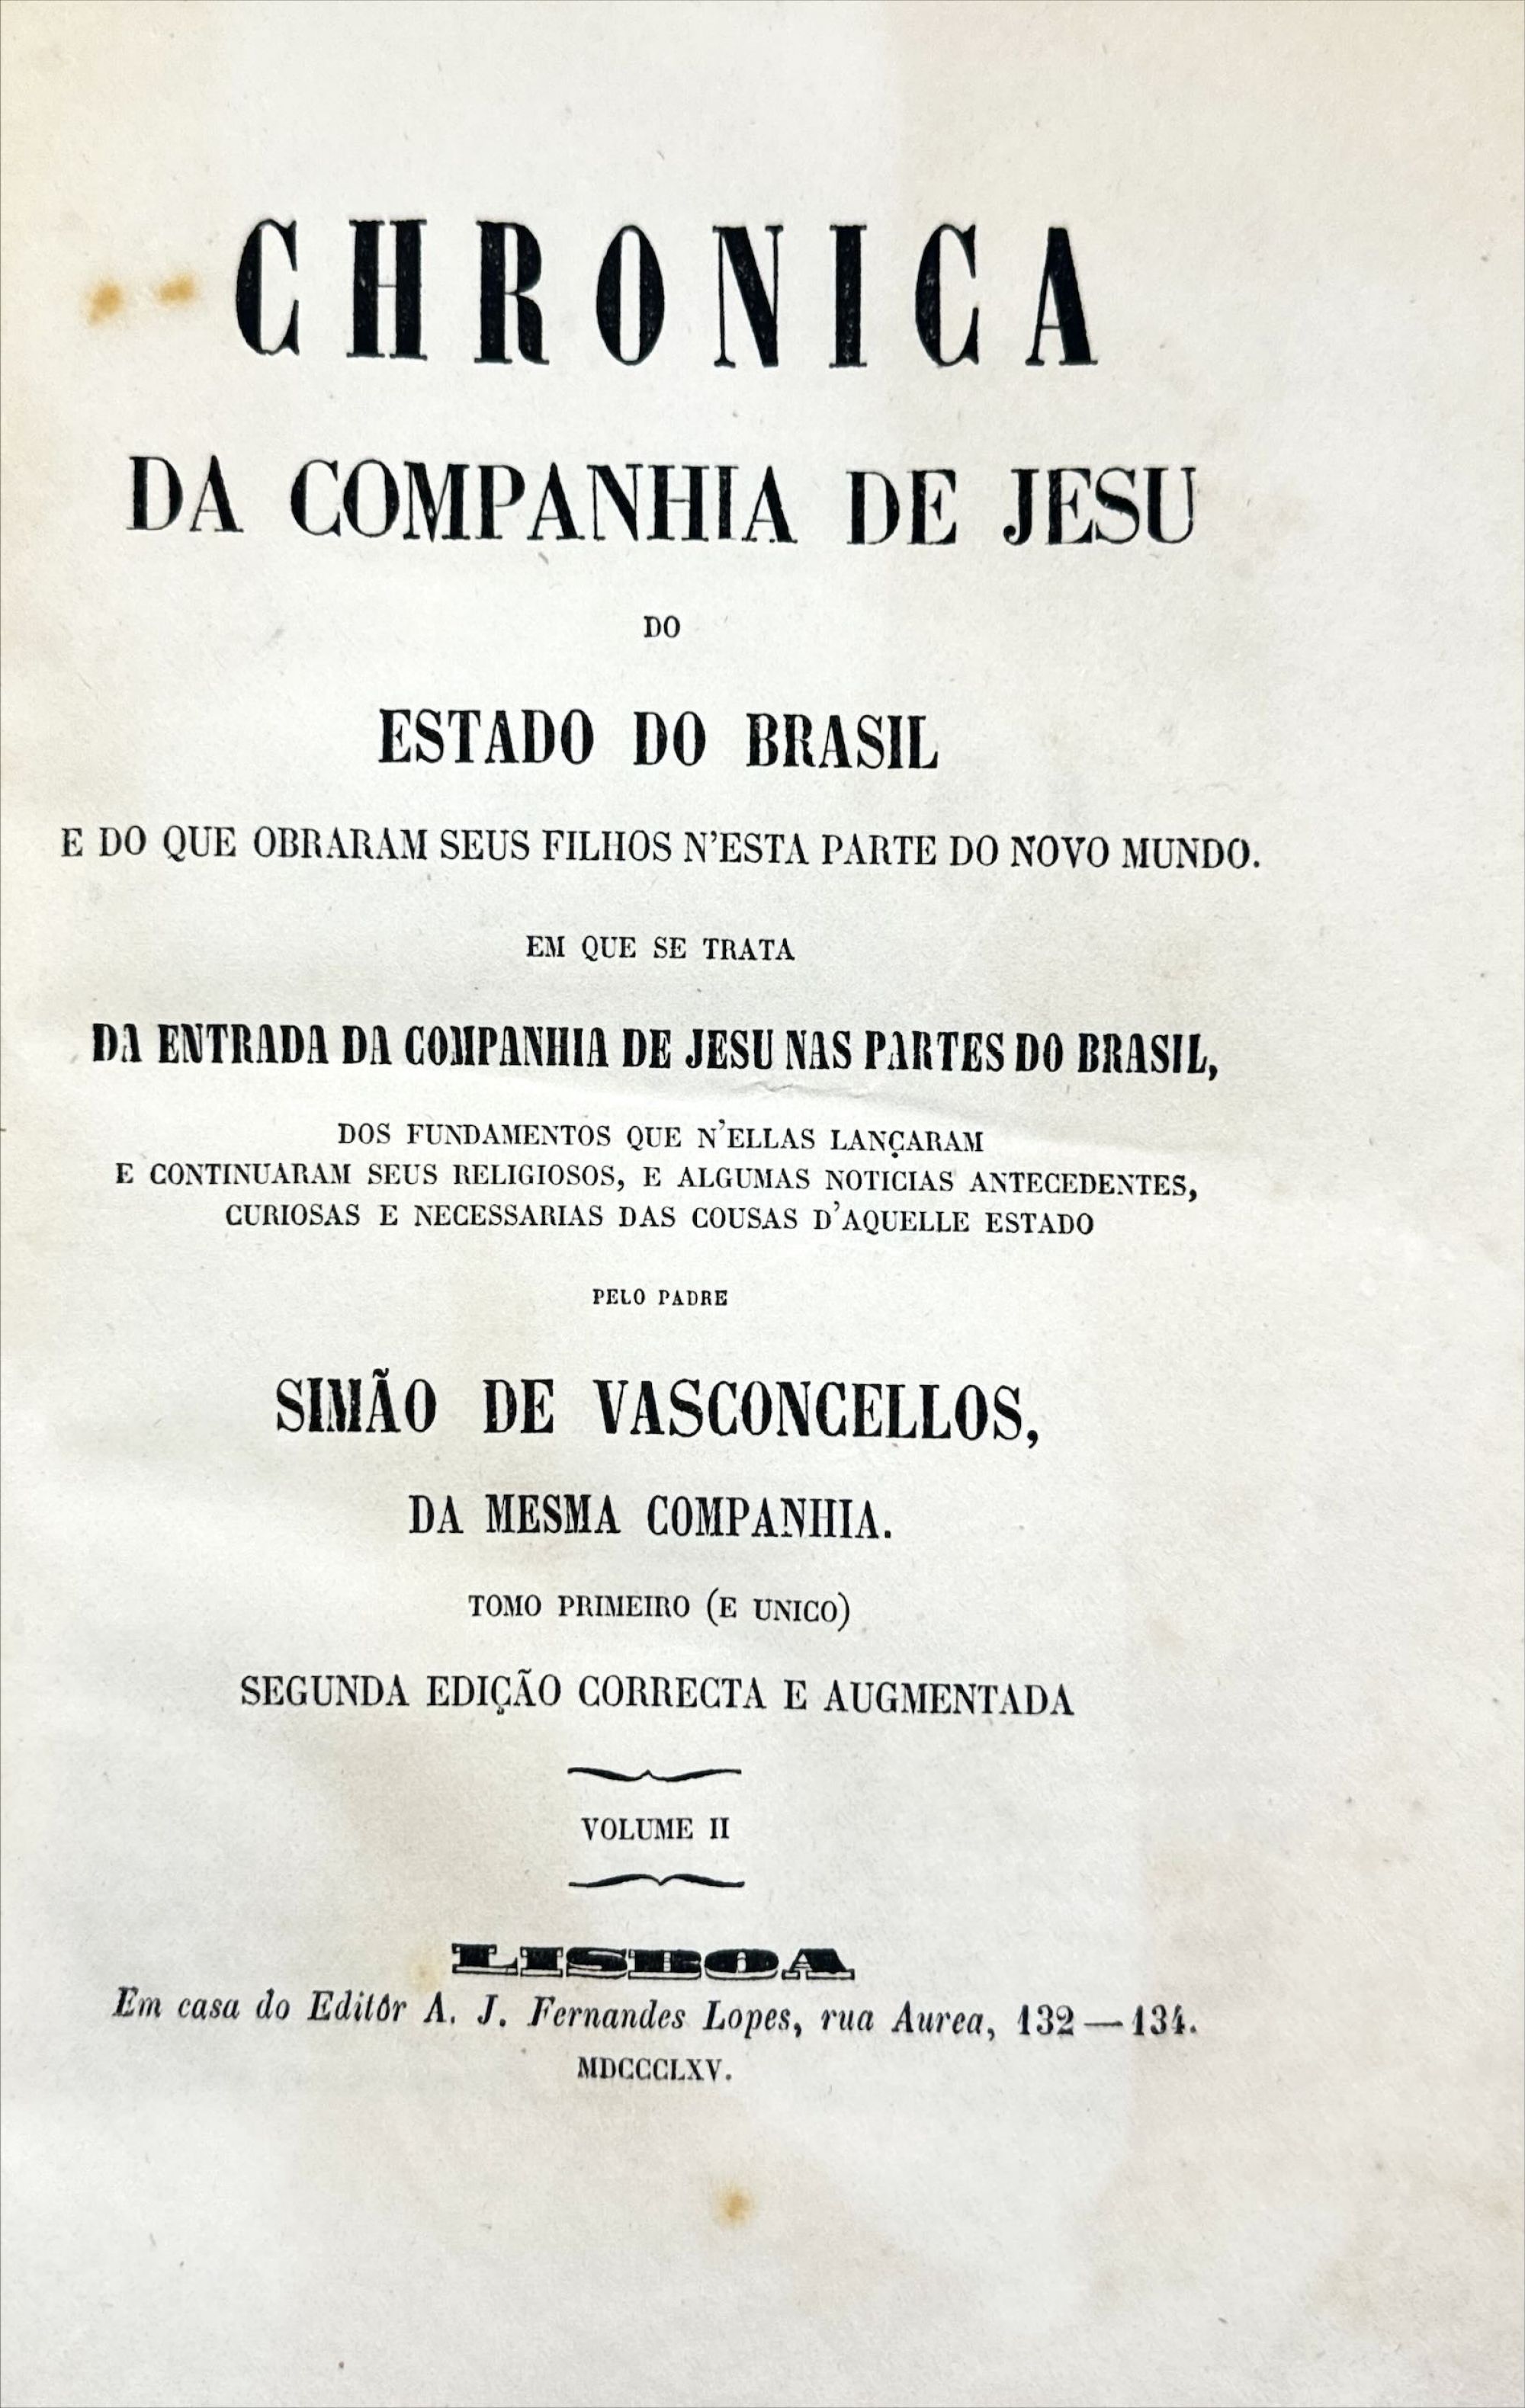 CHRONICA
DA COMPANHIA DE JESU
DO
ESTADO DO BRASIL
E DO QUE OBRARAM SEUS FILHOS N'ESTA PARTE DO NOVO MUNDO.
EM QUE SE TRATA
DA ENTRADA DA COMPANHIA DE JESU NAS PARTES DO BRASIL,
DOS FUNDAMENTOS QUE N'ELLAS LANÇARAM
E CONTINUARAM SEUS RELIGIOSOS, E ALGUMAS NOTICIAS ANTECEDENTES,
CURIOSAS E NECESSARIAS DAS COUSAS D'AQUELLE ESTADO
PELO PADRE
SIMÃO DE VASCONCELLOS,
DA MESMA COMPANHIA.
TOMO PRIMEIRO (E UNICO)
SEGUNDA EDIÇÃO CORRECTA E AUGMENTADA
VOLUME II
LISBOA
Em casa do Editôr A. J. Fernandes Lopes, rua Aurea, 132—134.
MDCCCLXV.